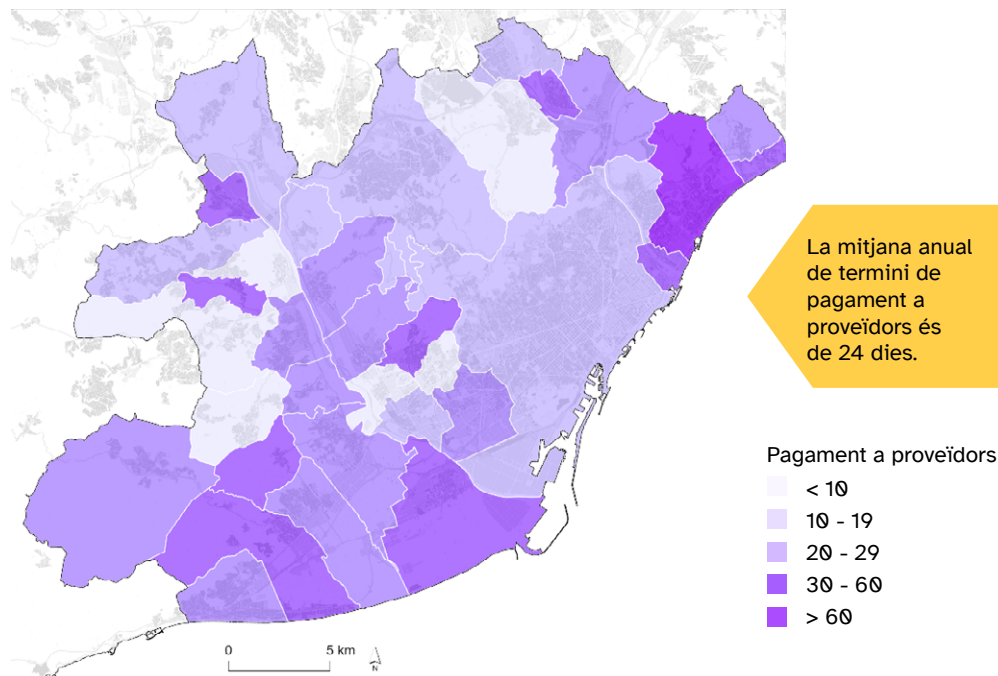 La mitjana anual
de termini de
pagament a
proveïdors és
de 24 dies.
Pagament a proveïdors
< 10
10 - 19
20 - 29
30 - 60
> 60
0 5 km
N